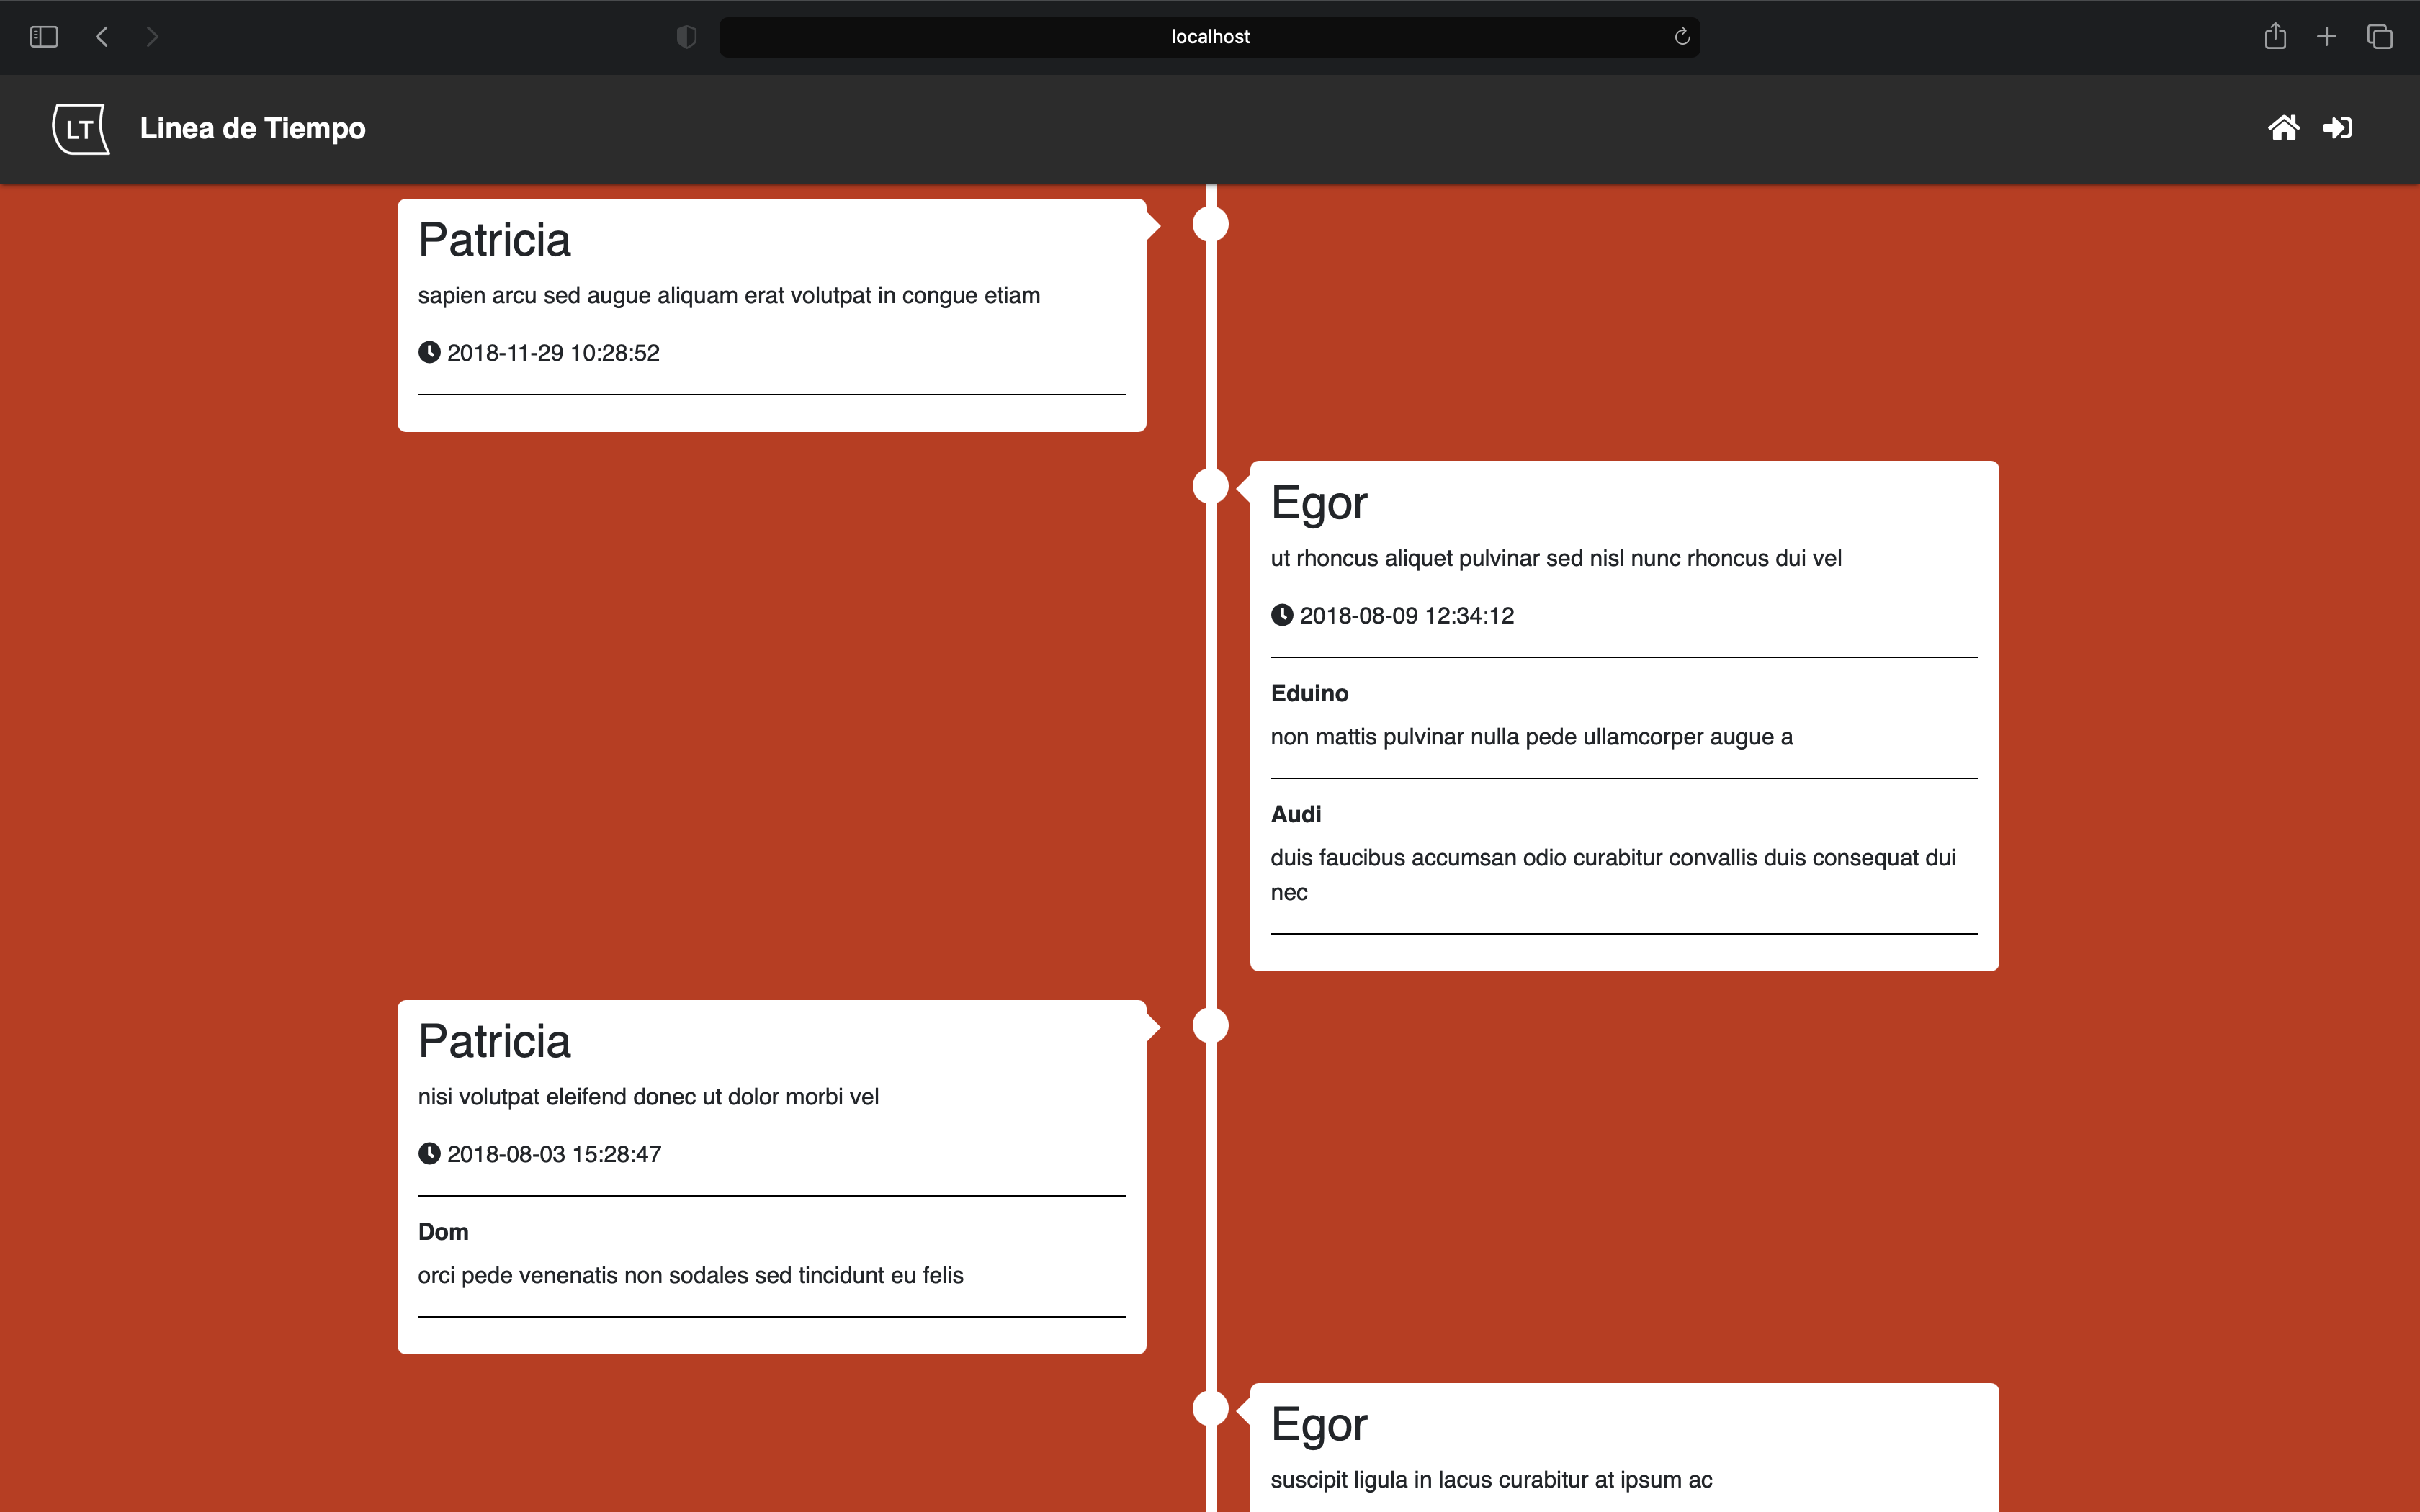 localhost
LT
Linea de Tiempo
Patricia
sapien arcu sed augue aliquam erat volutpat in congue etiam
2018-11-29 10:28:52
Egor
ut rhoncus aliquet pulvinar sed nisl nunc rhoncus dui vel
2018-08-09 12:34:12
Eduino
non mattis pulvinar nulla pede ullamcorper augue a
Audi
duis faucibus accumsan odio curabitur convallis duis consequat dui
nec
Patricia
nisi volutpat eleifend donec ut dolor morbi vel
2018-08-03 15:28:47
Dom
orci pede venenatis non sodales sed tincidunt eu felis
Egor
suscipit ligula in lacus curabitur at ipsum ac